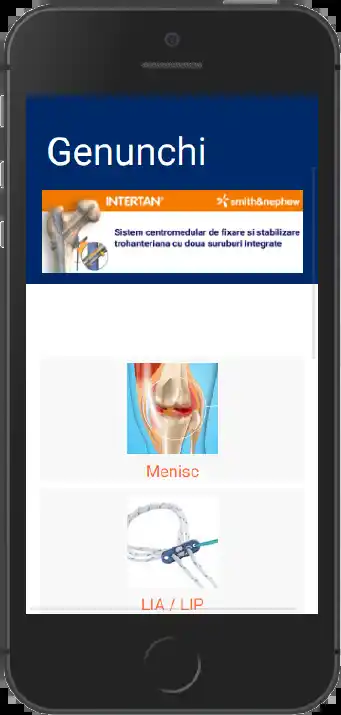 Genunchi
INTERTAN® smith&nephew
Sistem centromedular de fixare si stabilizare
trohanteriana cu doua suruburi integrate
Menisc
LIA / LIP